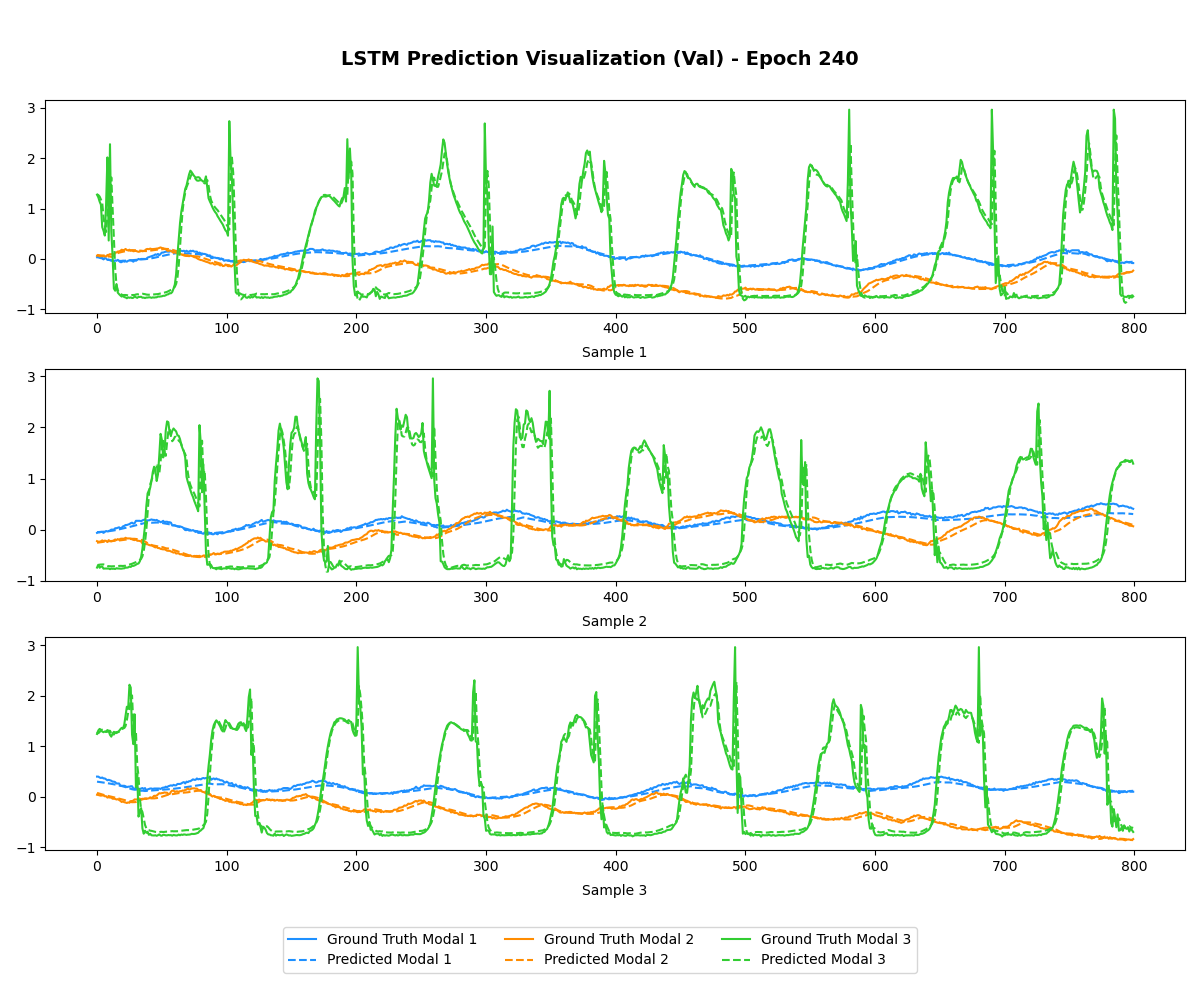 LSTM Prediction Visualization (Val) - Epoch 240
3
2
1
0
−1
0 100 200 300 400 500 600 700 800
Sample 1
3
2
1
0
−1
0 100 200 300 400 500 600 700 800
Sample 2
3
2
1
0
−1
0 100 200 300 400 500 600 700 800
Sample 3
Ground Truth Modal 1 Ground Truth Modal 2 Ground Truth Modal 3
Predicted Modal 1 Predicted Modal 2 Predicted Modal 3